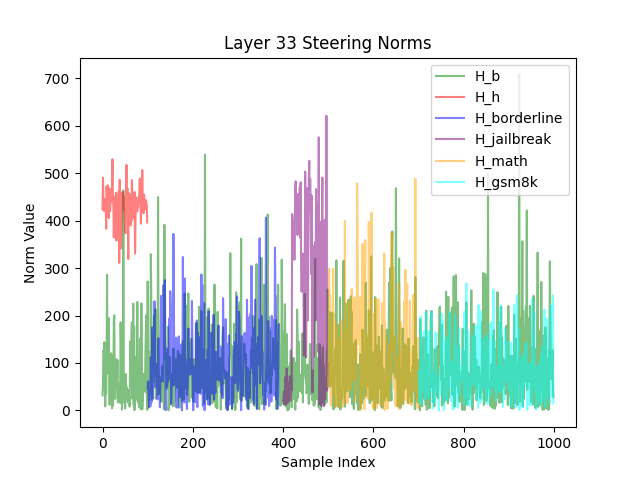 Layer 33 Steering Norms
Norm Value
700
600
500
400
300
200
100
0
H_b
H_h
H_borderline
H_jailbreak
H_math
H_gsm8k
0 200 400 600 800 1000
Sample Index